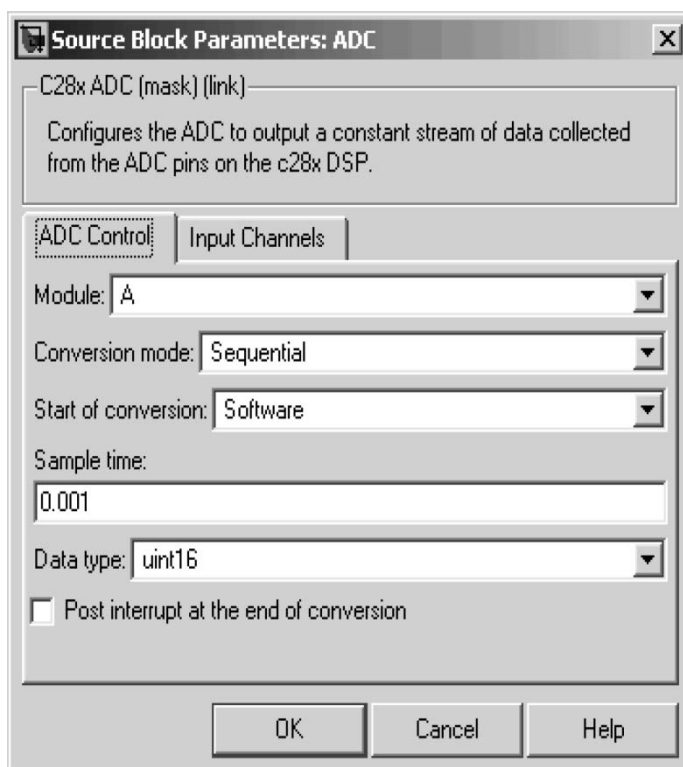 Source Block Parameters: ADC
C28x ADC (mask) (link)
Configures the ADC to output a constant stream of data collected
from the ADC pins on the c28x DSP.
ADC Control Input Channels
Module: A
Conversion mode: Sequential
Start of conversion: Software
Sample time:
0.001
Data type: uint16
Post interrupt at the end of conversion
OK Cancel Help